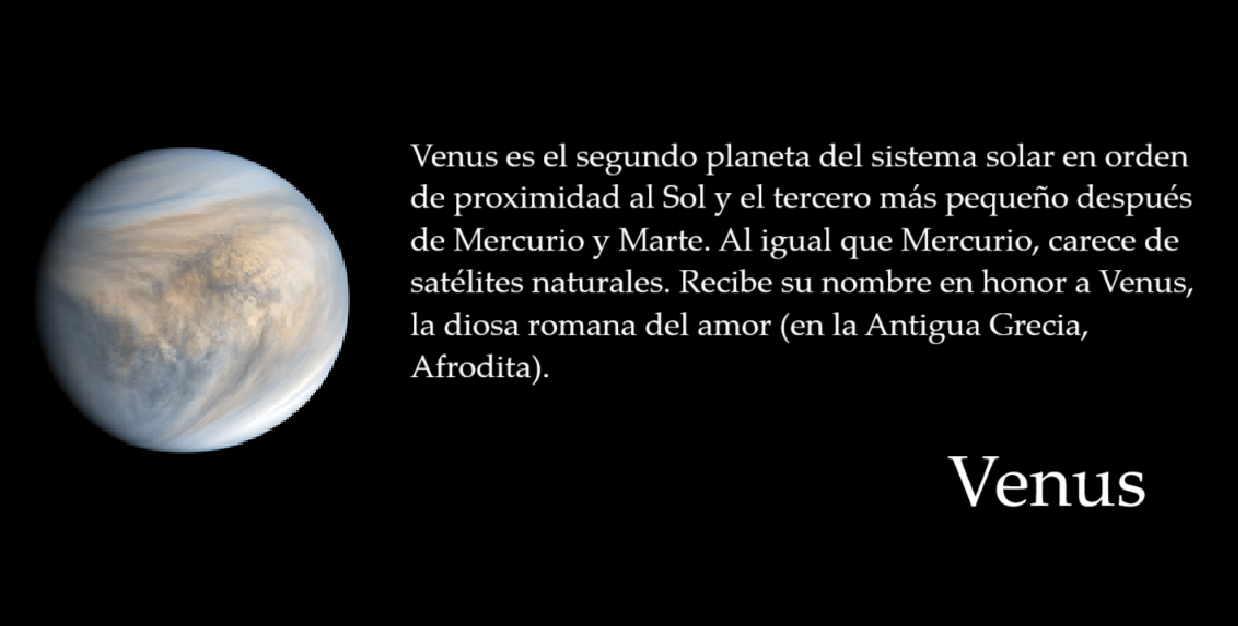 Venus es el segundo planeta del sistema solar en orden
de proximidad al Sol y el tercero más pequeño después
de Mercurio y Marte. Al igual que Mercurio, carece de
satélites naturales. Recibe su nombre en honor a Venus,
la diosa romana del amor (en la Antigua Grecia,
Afrodita).
Venus